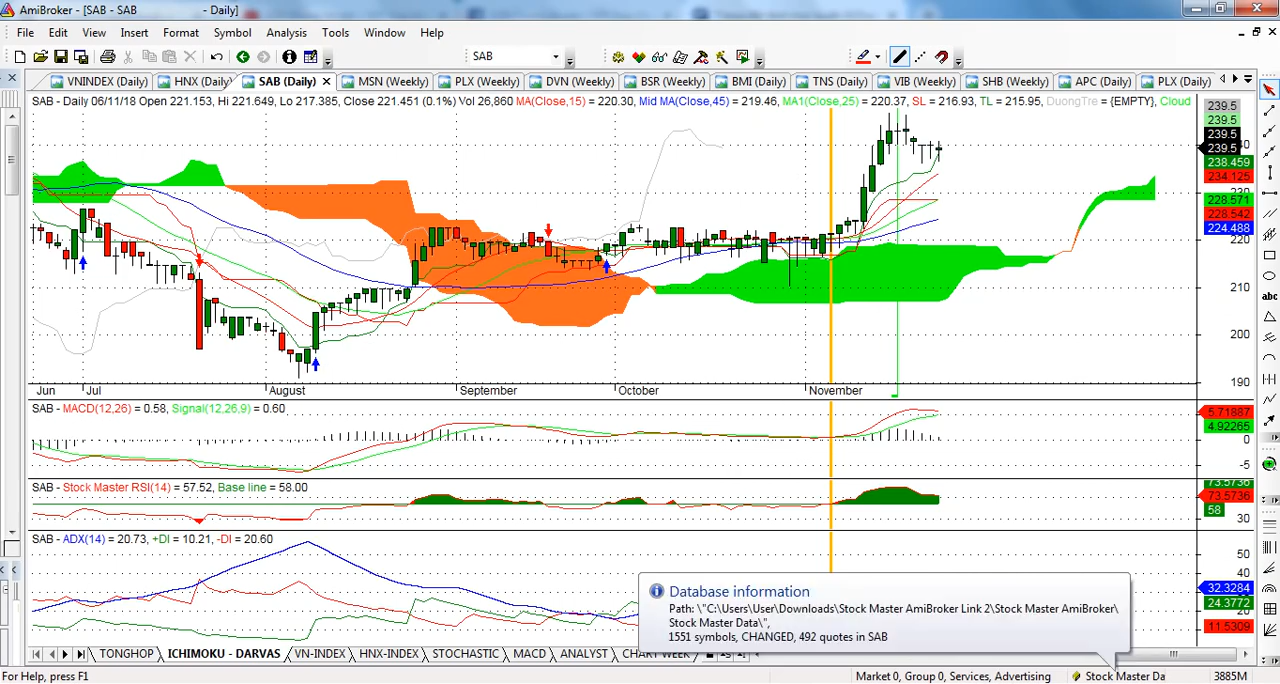 AmiBroker - [SAB - SAB - Daily]
File Edit View Insert Format Symbol Analysis Tools Window Help
SAB
VNINDEX (Daily) HNX (Daily) SAB (Daily) MSN (Weekly) PLX (Weekly) DVN (Weekly) BSR (Weekly) BMI (Daily) TNS (Daily) VIB (Weekly) SHB (Weekly) APC (Daily) PLX (Daily)
SAB - Daily 06/11/18 Open 221.153, Hi 221.649, Lo 217.385, Close 221.451 (0.1%) Vol 26,860 MA(Close,15) = 220.30, Mid MA(Close,45) = 219.46, MA1(Close,25) = 220.37, SL = 216.93, TL = 215.95, DuongTre = {EMPTY}, Cloud
239.5
239.5
239.5
239.5
238.459
234.125
228.571
228.542
224.488
220
210
200
190
abc
Jun Jul August September October November
SAB - MACD(12,26) = 0.58, Signal(12,26,9) = 0.60
5.71887
4.92265
0
-5
SAB - Stock Master RSI(14) = 57.52, Base line = 58.00
73.5736
73.5736
58
30
SAB - ADX(14) = 20.73, +DI = 10.21, -DI = 20.60
50
40
32.3284
24.3772
11.5309
Database information
Path: \"C:\Users\User\Downloads\Stock Master AmiBroker LTVK 2\Stock Master AmiBroker\
Stock Master Data\",
1551 symbols, CHANGED, 492 quotes in SAB
TONGHOP ICHIMOKU - DARVAS VN-INDEX HNX-INDEX STOCHASTIC MACD ANALYST CHART WEEK
For Help, press F1 Market 0, Group 0, Services, Advertising Stock Master Da 3885M